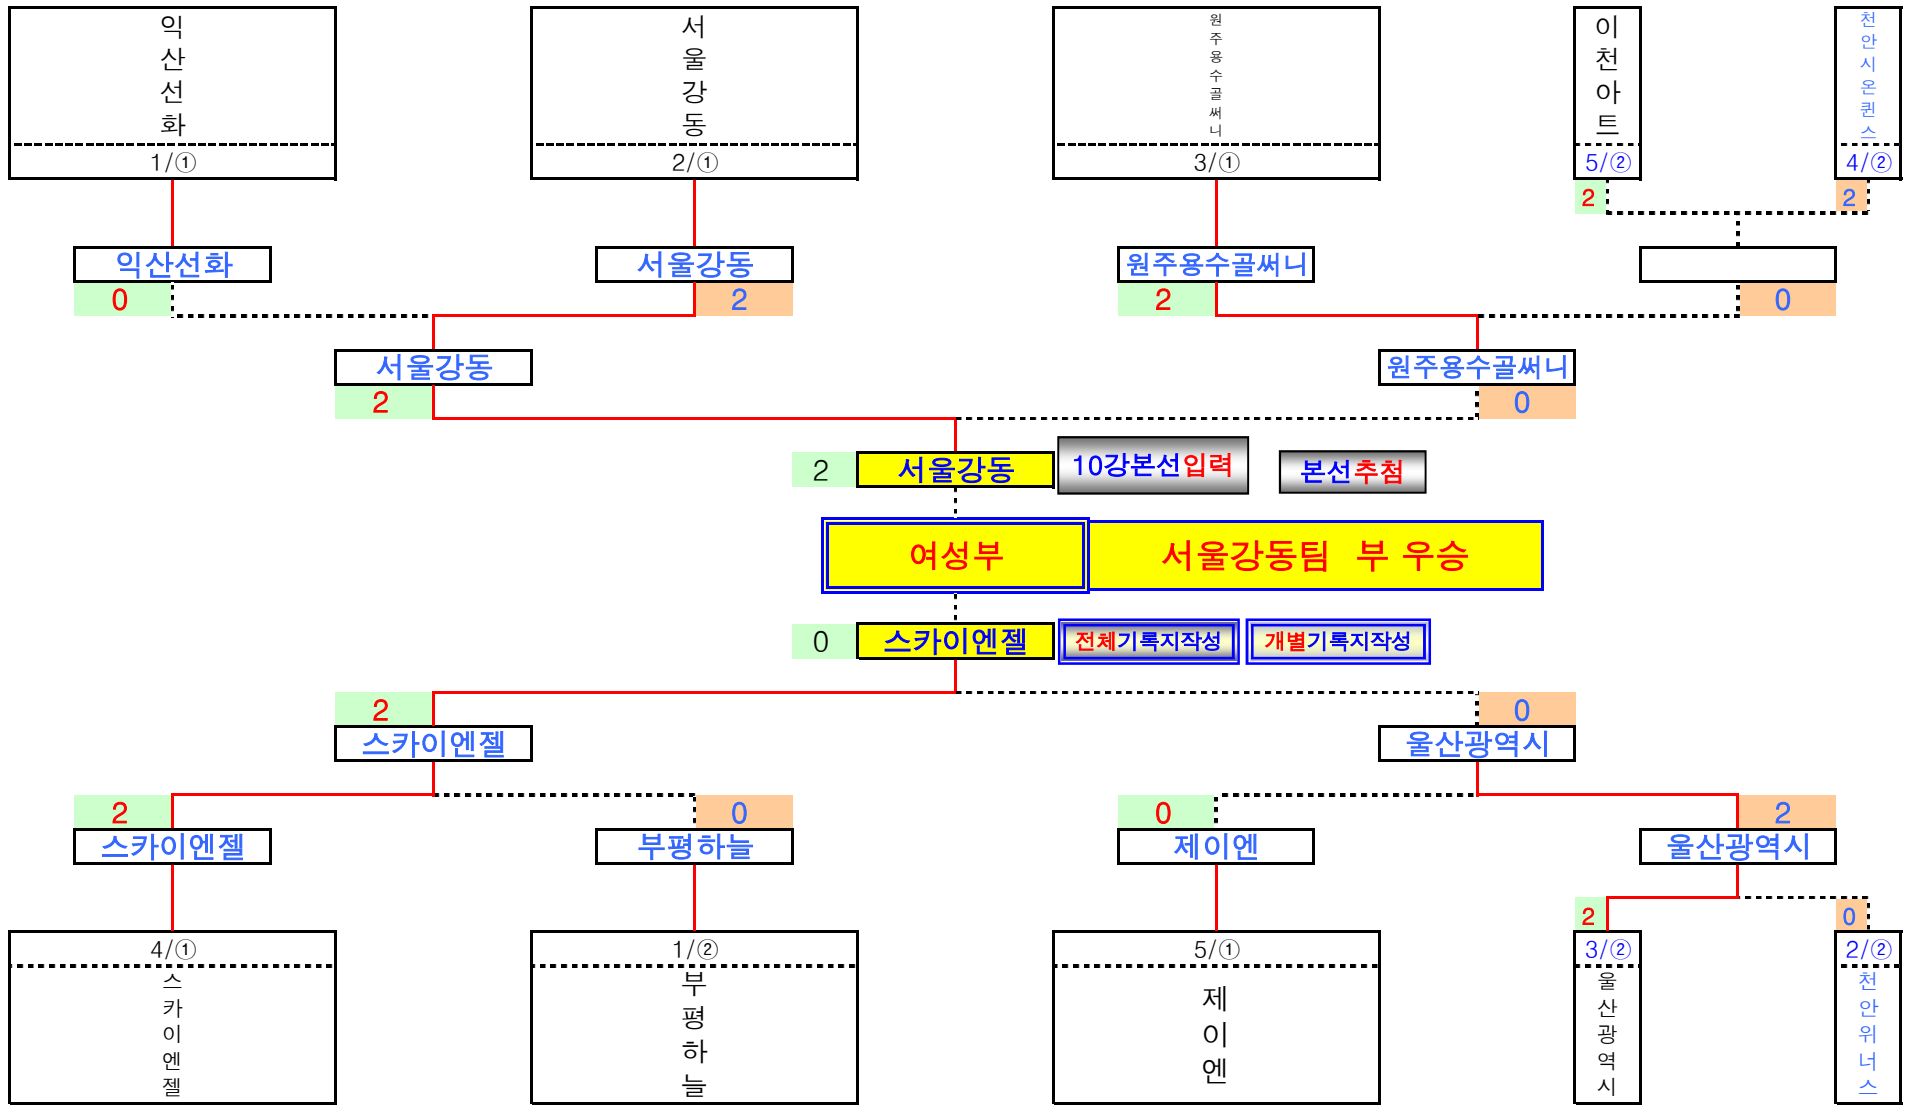 익산선화
서울강동
원주용수골써니
이천아트
천안시온퀸스
1/①
2/①
3/①
5/②
4/②
2
2
익산선화
서울강동
원주용수골써니
0
2
2
0
서울강동
원주용수골써니
2
0
2
서울강동
10강본선입력
본선추첨
여성부
서울강동팀 부 우승
0
스카이엔젤
전체기록지작성
개별기록지작성
2
0
스카이엔젤
울산광역시
2
0
0
2
스카이엔젤
부평하늘
제이엔
울산광역시
2
0
4/①
1/②
5/①
3/②
2/②
스카이엔젤
부평하늘
제이엔
울산광역시
천안위너스